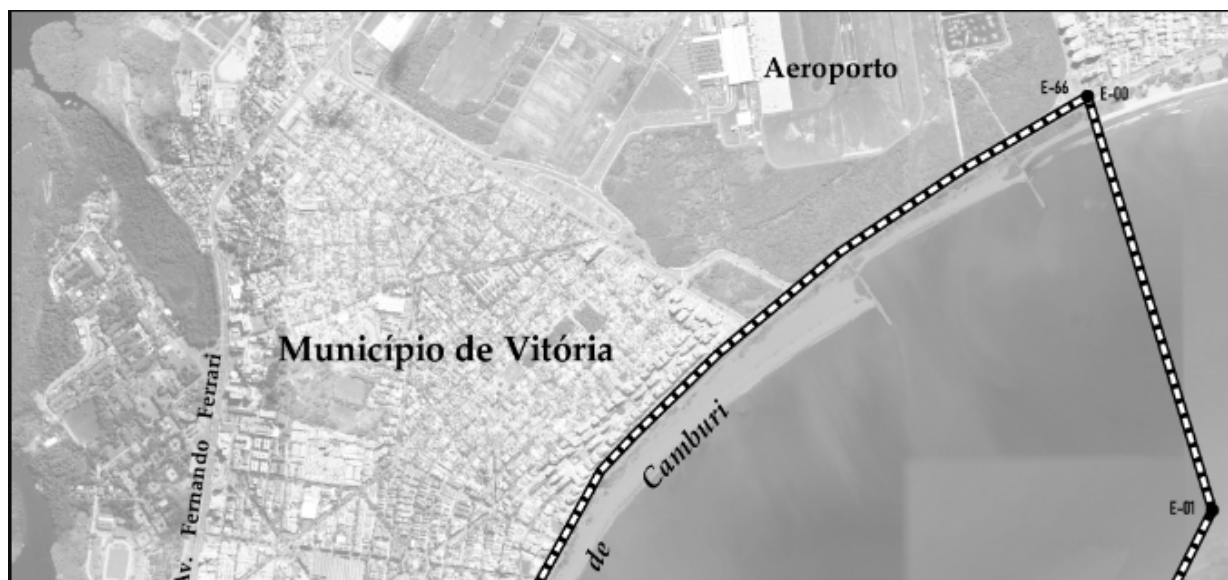 Aeroporto
E-66
E-00
Município de Vitória
Av. Fernando Ferrari
de Camburi
E-01